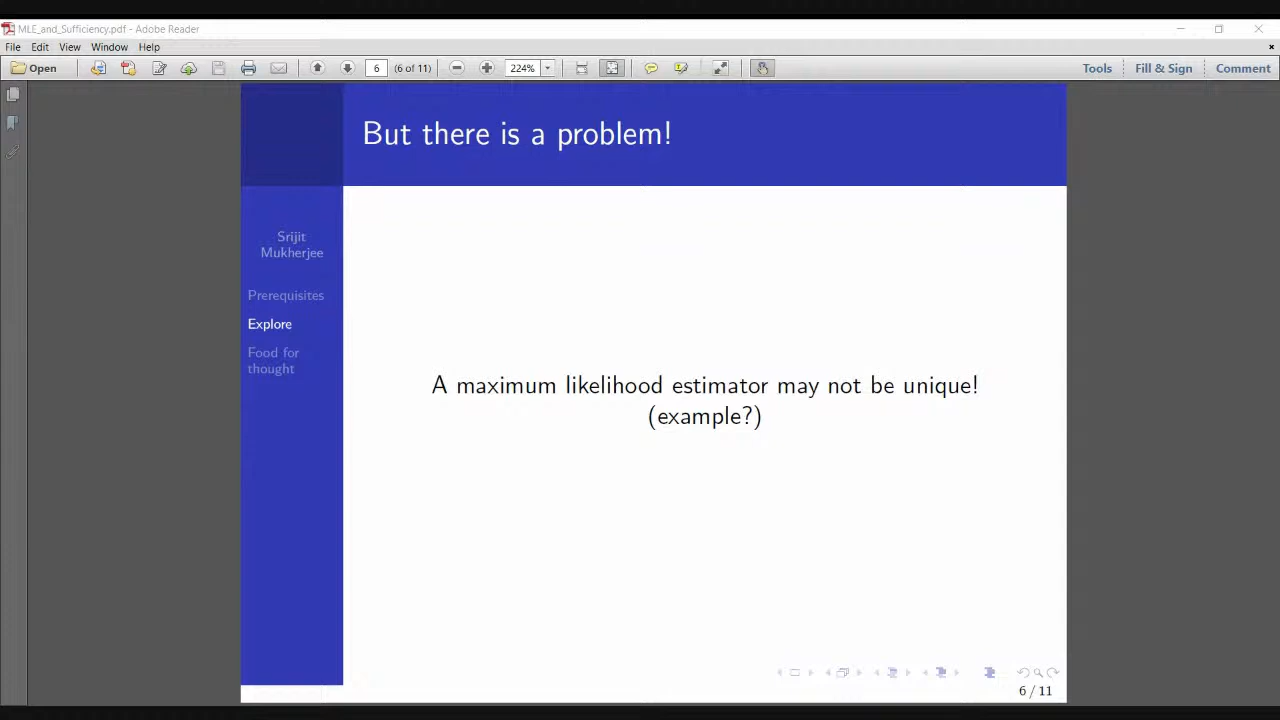 MLE_and_Sufficiency.pdf - Adobe Reader
File Edit View Window Help
Open 6 (6 of 11) 224% Tools Fill & Sign Comment
But there is a problem!
Srijit
Mukherjee
Prerequisites
Explore
Food for
thought
A maximum likelihood estimator may not be unique!
(example?)
6 / 11